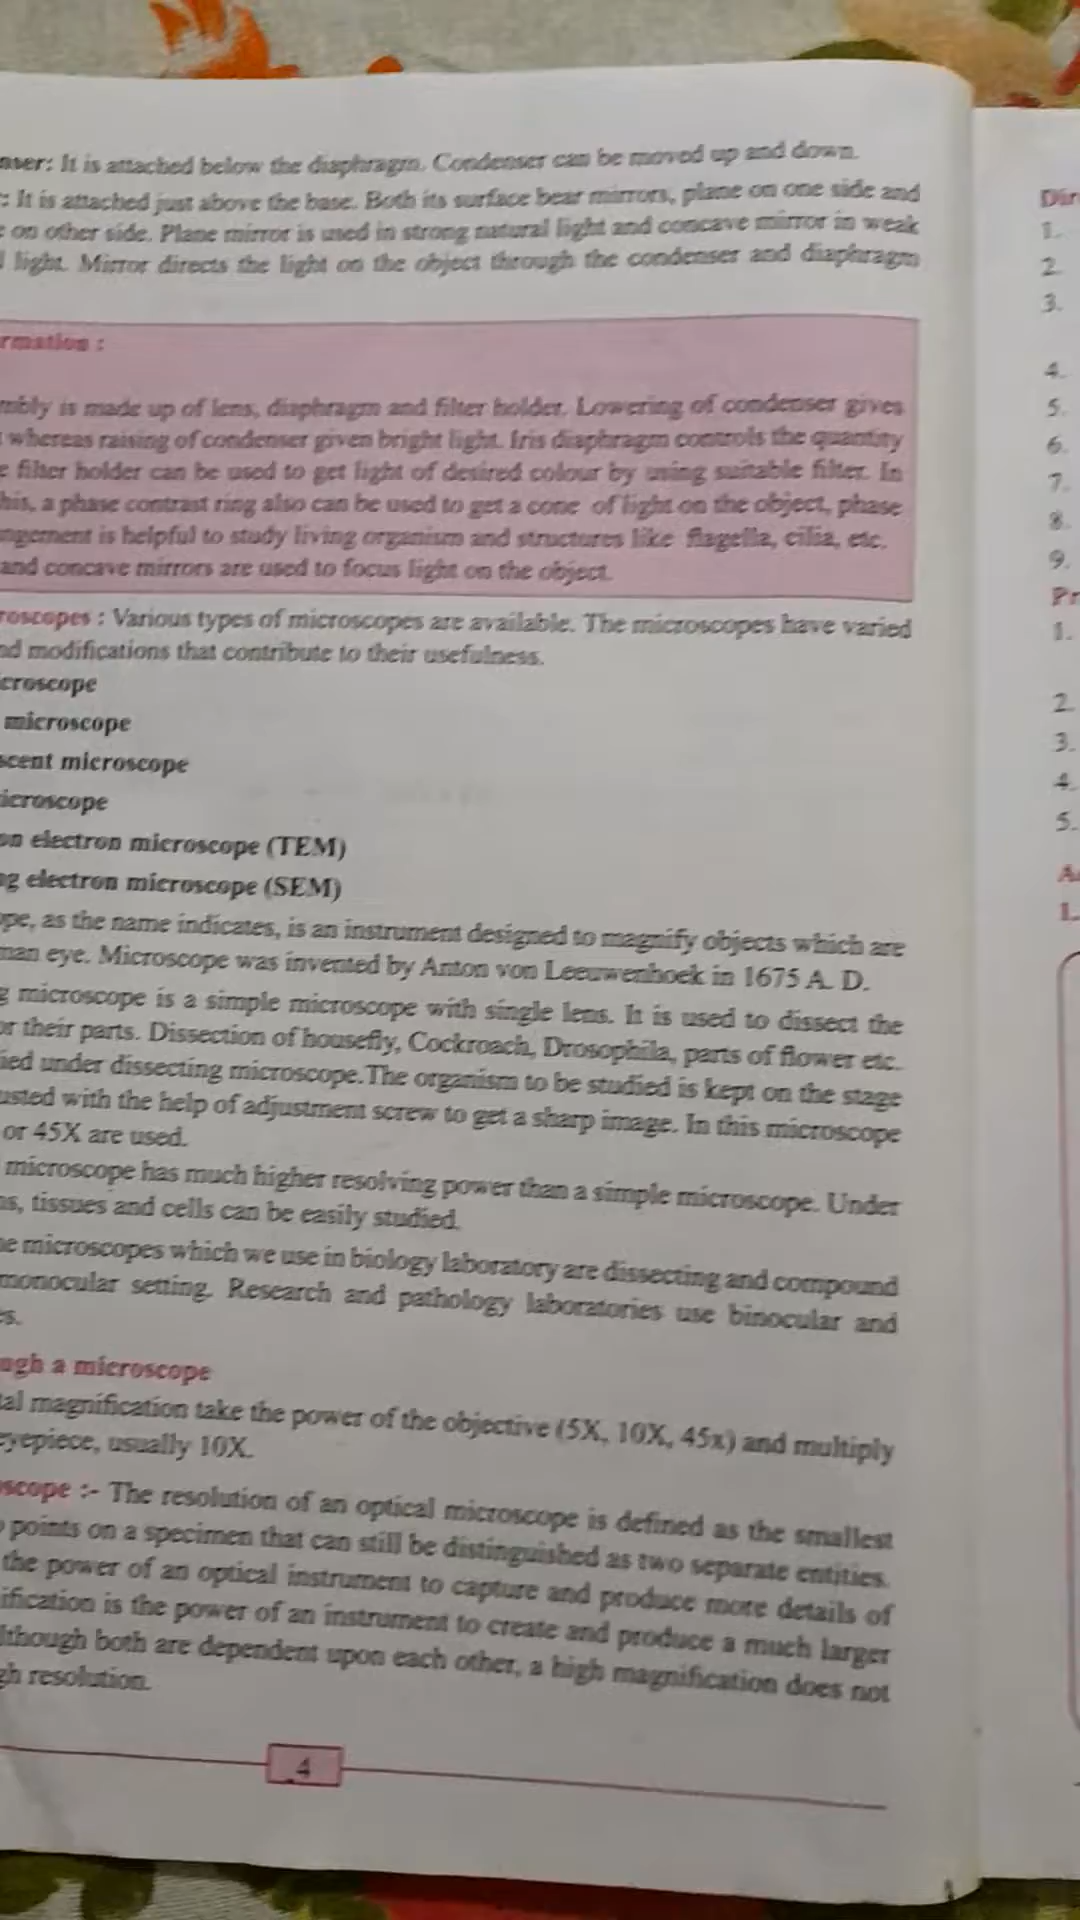 nser: It is attached below the diaphragm. Condenser can be moved up and down.
: It is attached just above the base. Both its surface bear mirrors, plane on one side and
e on other side. Plane mirror is used in strong natural light and concave mirror in weak
l light. Mirror directs the light on the object through the condenser and diaphragm
rmation :
mbly is made up of lens, diaphragm and filter holder. Lowering of condenser gives
whereas raising of condenser given bright light. Iris diaphragm controls the quantity
e filter holder can be used to get light of desired colour by using suitable filter. In
his, a phase contrast ring also can be used to get a cone of light on the object, phase
ngement is helpful to study living organism and structures like flagella, cilia, etc.
and concave mirrors are used to focus light on the object.
roscopes : Various types of microscopes are available. The microscopes have varied
nd modifications that contribute to their usefulness.
croscope
microscope
scent microscope
icroscope
on electron microscope (TEM)
ng electron microscope (SEM)
ope, as the name indicates, is an instrument designed to magnify objects which are
man eye. Microscope was invented by Anton von Leeuwenhoek in 1675 A. D.
g microscope is a simple microscope with single lens. It is used to dissect the
or their parts. Dissection of housefly, Cockroach, Drosophila, parts of flower etc.
ied under dissecting microscope.The organism to be studied is kept on the stage
usted with the help of adjustment screw to get a sharp image. In this microscope
or 45X are used.
microscope has much higher resolving power than a simple microscope. Under
ns, tissues and cells can be easily studied.
he microscopes which we use in biology laboratory are dissecting and compound
monocular setting. Research and pathology laboratories use binocular and
es.
ugh a microscope
tal magnification take the power of the objective (5X, 10X, 45x) and multiply
eyepiece, usually 10X.
oscope :- The resolution of an optical microscope is defined as the smallest
o points on a specimen that can still be distinguished as two separate entities.
the power of an optical instrument to capture and produce more details of
ification is the power of an instrument to create and produce a much larger
lthough both are dependent upon each other, a high magnification does not
gh resolution.
4
Dir
1.
2.
3.
4.
5.
6.
7.
8.
9.
Pr
1.
2.
3.
4.
5.
A
1.